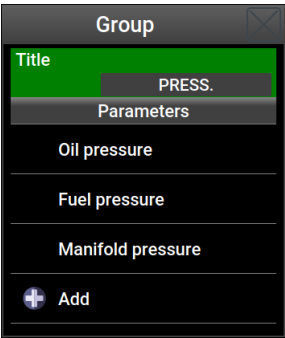 Group
Title
PRESS.
Parameters
Oil pressure
Fuel pressure
Manifold pressure
Add